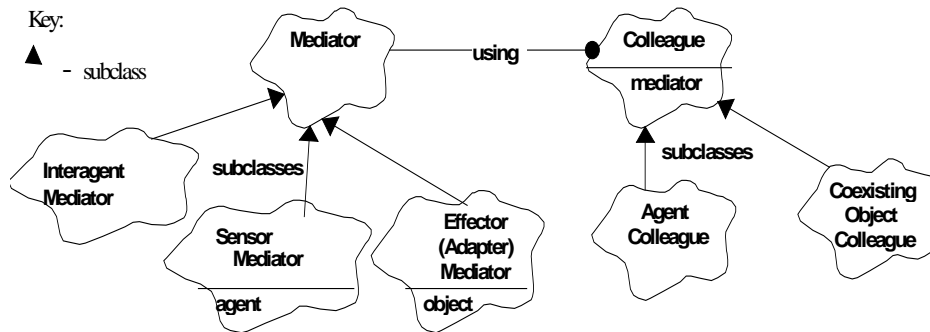 Key:
- subclass
Mediator
using
Colleague
mediator
Interagent
Mediator
subclasses
Sensor
Mediator
agent
Effector
(Adapter)
Mediator
object
subclasses
Agent
Colleague
Coexisting
Object
Colleague